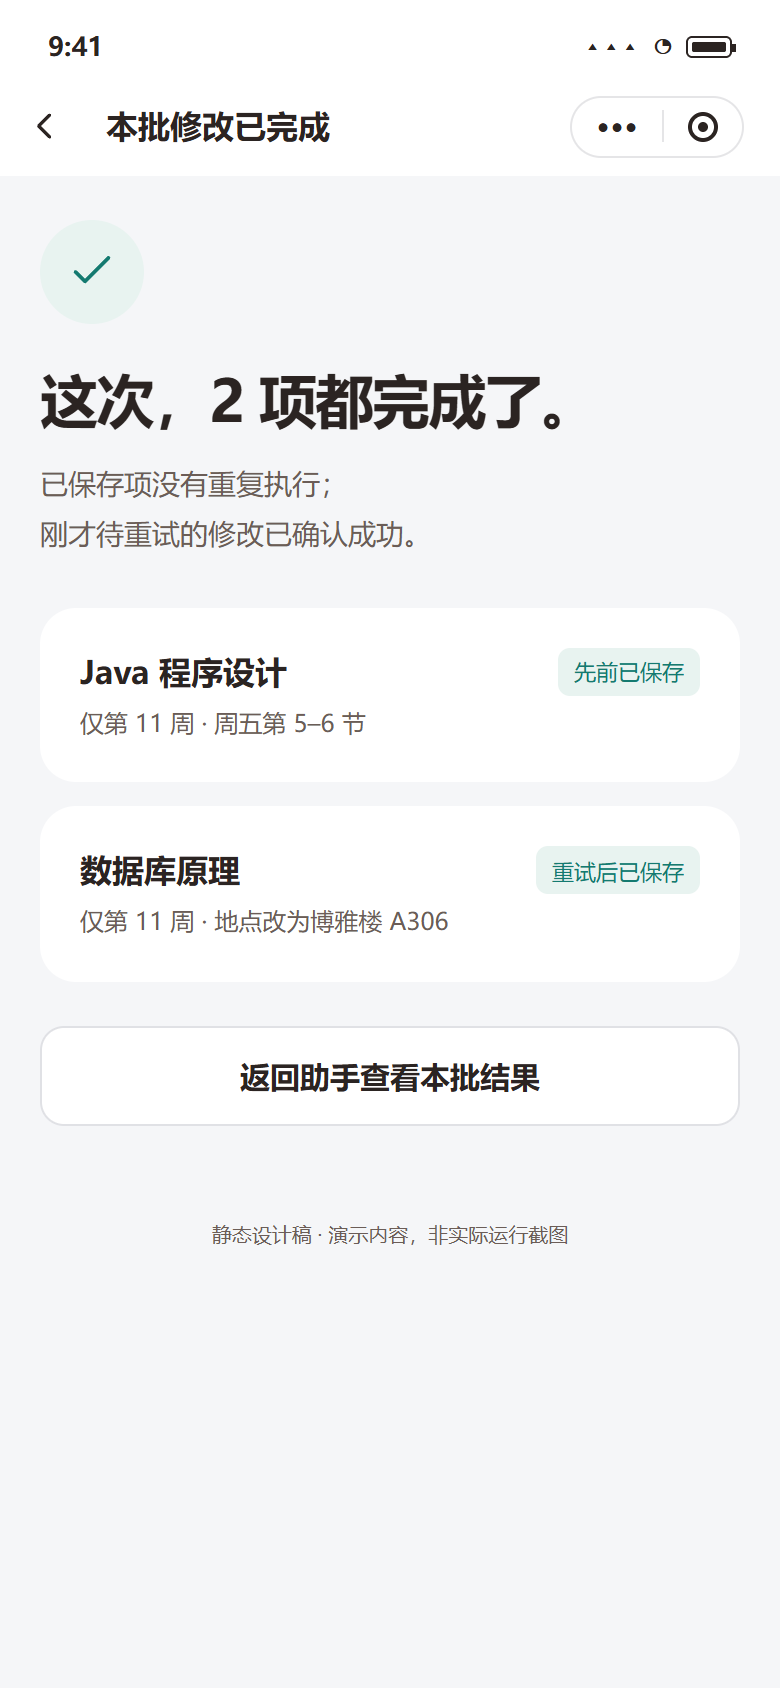 9:41
本批修改已完成
这次，2 项都完成了。
已保存项没有重复执行；
刚才待重试的修改已确认成功。
Java 程序设计
先前已保存
仅第 11 周 · 周五第 5–6 节
数据库原理
重试后已保存
仅第 11 周 · 地点改为博雅楼 A306
返回助手查看本批结果
静态设计稿 · 演示内容，非实际运行截图